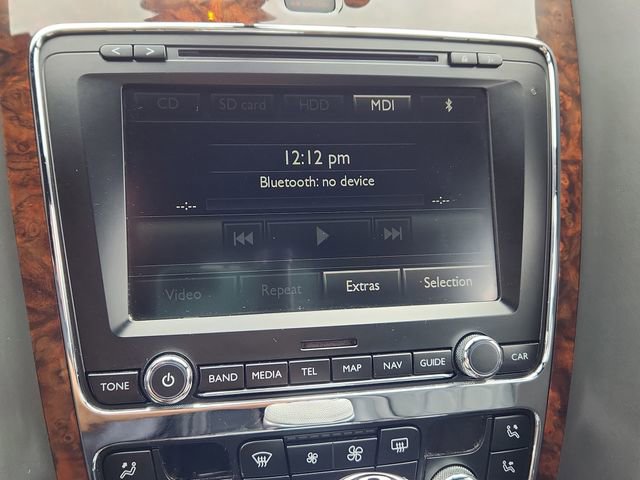 CD SD card HDD MDI
12:12 pm
Bluetooth: no device
--:-- --:--
Video Repeat Extras Selection
TONE BAND MEDIA TEL MAP NAV GUIDE CAR